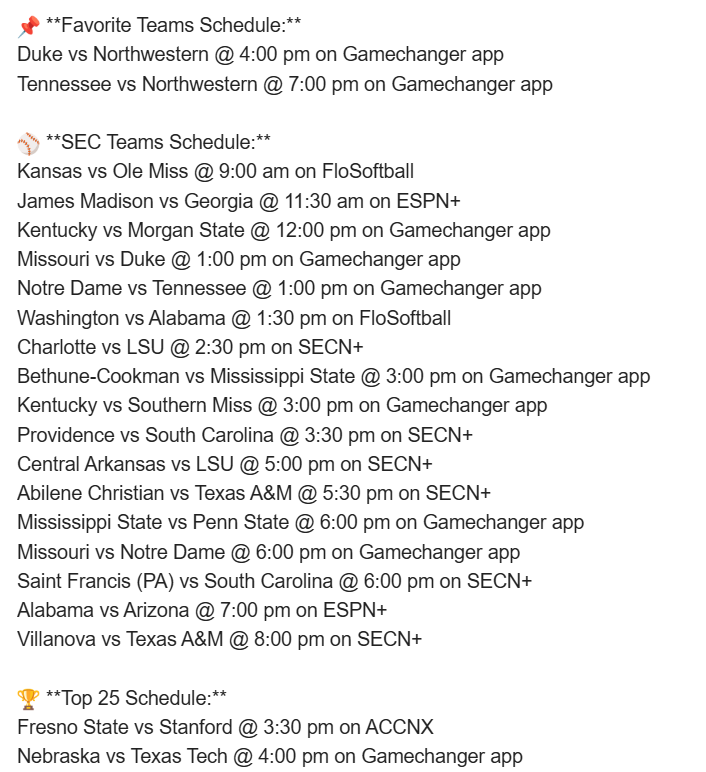 📌 **Favorite Teams Schedule:**
Duke vs Northwestern @ 4:00 pm on Gamechanger app
Tennessee vs Northwestern @ 7:00 pm on Gamechanger app
⚾ **SEC Teams Schedule:**
Kansas vs Ole Miss @ 9:00 am on FloSoftball
James Madison vs Georgia @ 11:30 am on ESPN+
Kentucky vs Morgan State @ 12:00 pm on Gamechanger app
Missouri vs Duke @ 1:00 pm on Gamechanger app
Notre Dame vs Tennessee @ 1:00 pm on Gamechanger app
Washington vs Alabama @ 1:30 pm on FloSoftball
Charlotte vs LSU @ 2:30 pm on SECN+
Bethune-Cookman vs Mississippi State @ 3:00 pm on Gamechanger app
Kentucky vs Southern Miss @ 3:00 pm on Gamechanger app
Providence vs South Carolina @ 3:30 pm on SECN+
Central Arkansas vs LSU @ 5:00 pm on SECN+
Abilene Christian vs Texas A&M @ 5:30 pm on SECN+
Mississippi State vs Penn State @ 6:00 pm on Gamechanger app
Missouri vs Notre Dame @ 6:00 pm on Gamechanger app
Saint Francis (PA) vs South Carolina @ 6:00 pm on SECN+
Alabama vs Arizona @ 7:00 pm on ESPN+
Villanova vs Texas A&M @ 8:00 pm on SECN+
🏆 **Top 25 Schedule:**
Fresno State vs Stanford @ 3:30 pm on ACCNX
Nebraska vs Texas Tech @ 4:00 pm on Gamechanger app